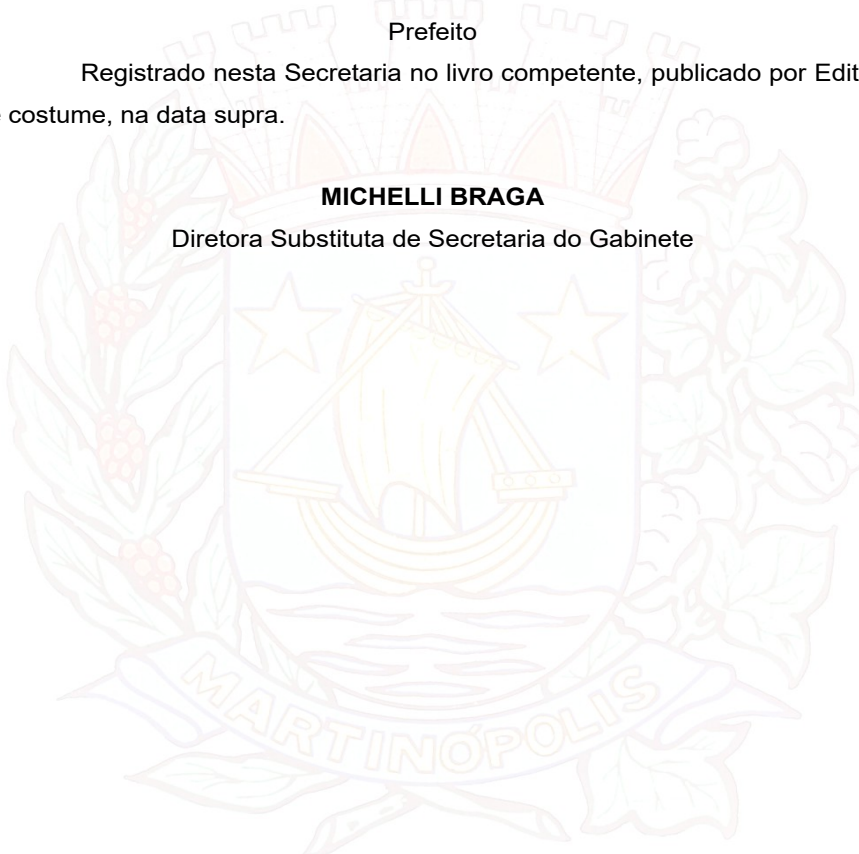 Prefeito
Registrado nesta Secretaria no livro competente, publicado por Edit
costume, na data supra.
MICHELLI BRAGA
Diretora Substituta de Secretaria do Gabinete
MARTINÓPOLIS